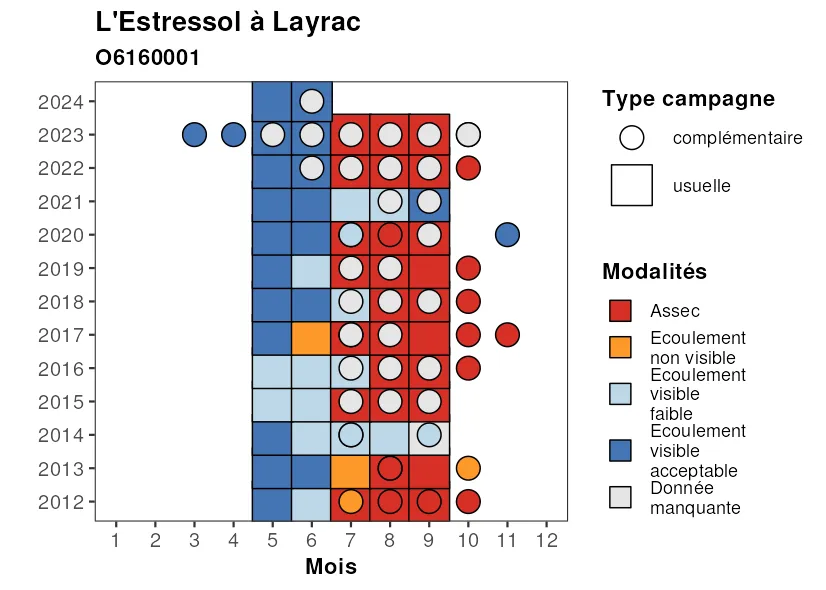 L'Estressol à Layrac
O6160001
2024
2023
2022
2021
2020
2019
2018
2017
2016
2015
2014
2013
2012
1 2 3 4 5 6 7 8 9 10 11 12
Mois
Type campagne
complémentaire
usuelle
Modalités
Assec
Ecoulement
non visible
Ecoulement
visible
faible
Ecoulement
visible
acceptable
Donnée
manquante